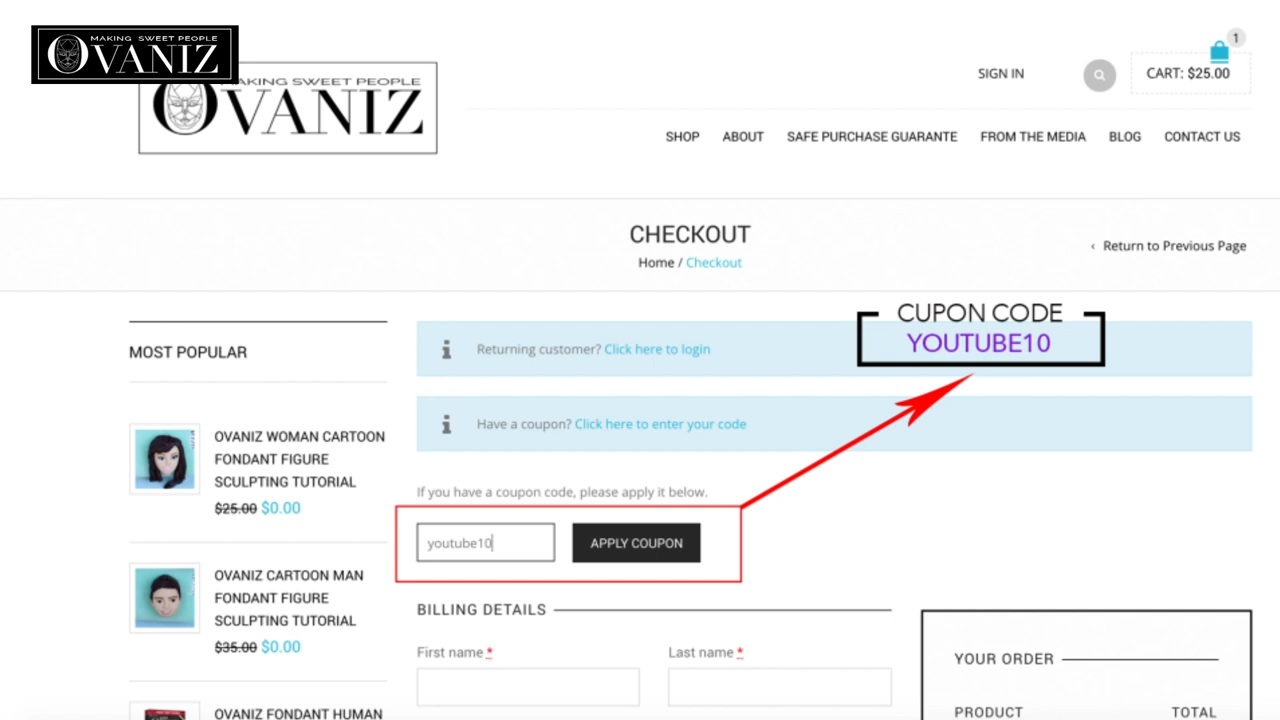 MAKING SWEET PEOPLE
OVANIZ
MAKING SWEET PEOPLE
OVANIZ
1
SIGN IN
CART: $25.00
SHOP ABOUT SAFE PURCHASE GUARANTE FROM THE MEDIA BLOG CONTACT US
CHECKOUT
Home / Checkout
‹ Return to Previous Page
MOST POPULAR
OVANIZ WOMAN CARTOON
FONDANT FIGURE
SCULPTING TUTORIAL
$25.00 $0.00
OVANIZ CARTOON MAN
FONDANT FIGURE
SCULPTING TUTORIAL
$35.00 $0.00
OVANIZ FONDANT HUMAN
Returning customer? Click here to login
CUPON CODE
YOUTUBE10
Have a coupon? Click here to enter your code
If you have a coupon code, please apply it below.
youtube10
APPLY COUPON
BILLING DETAILS
First name *
Last name *
YOUR ORDER
PRODUCT TOTAL